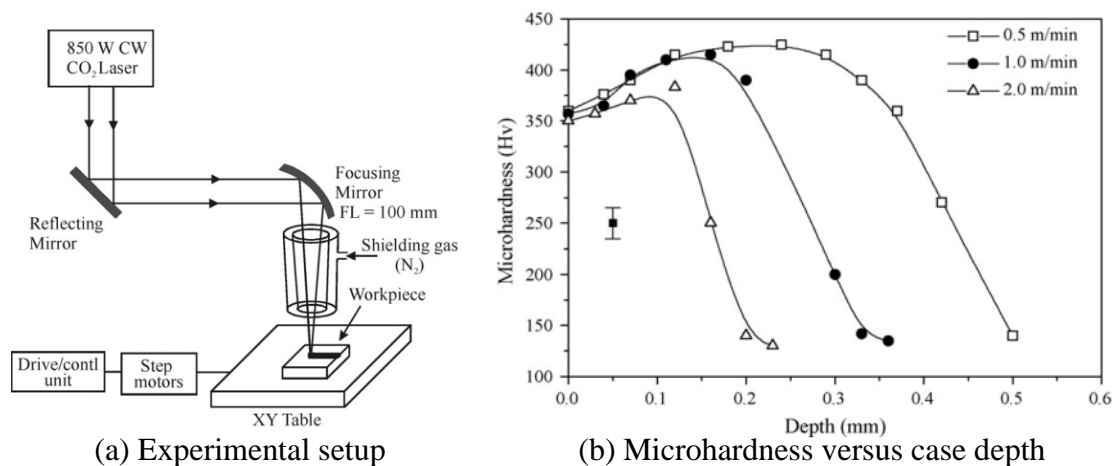 850 W CW
CO₂ Laser
Reflecting
Mirror
Focusing
Mirror
FL = 100 mm
Shielding gas
(N₂)
Workpiece
Drive/contl
unit
Step
motors
XY Table
(a) Experimental setup
Microhardness (Hv)
450
400
350
300
250
200
150
100
0.0 0.1 0.2 0.3 0.4 0.5 0.6
Depth (mm)
0.5 m/min
1.0 m/min
2.0 m/min
(b) Microhardness versus case depth